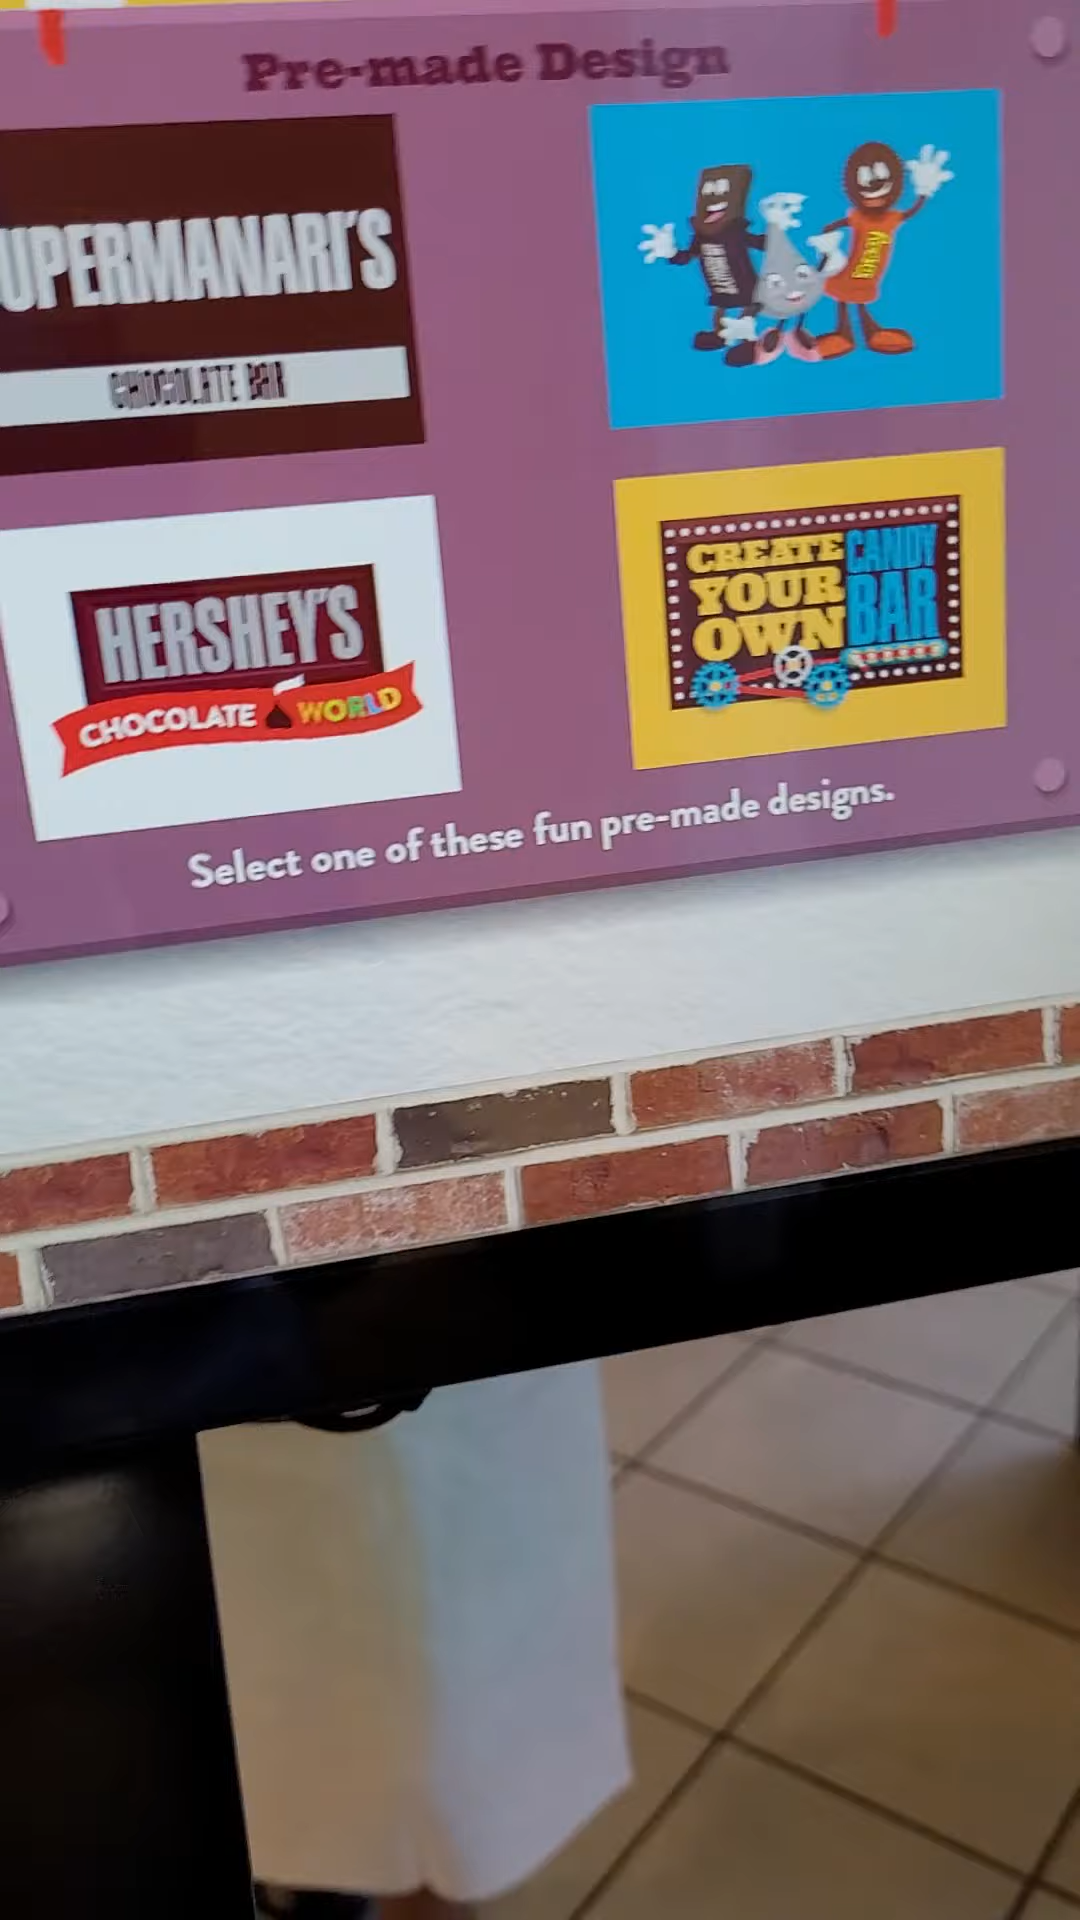 Pre-made Design
UPERMANARI'S
CHOCOLATE BAR
Reese's
HERSHEY'S
CHOCOLATE WORLD
CREATE
YOUR
OWN
CANDY
BAR
Select one of these fun pre-made designs.